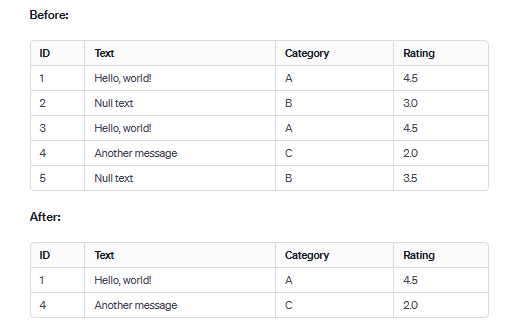 Before:
ID Text Category Rating
1 Hello, world! A 4.5
2 Null text B 3.0
3 Hello, world! A 4.5
4 Another message C 2.0
5 Null text B 3.5
After:
ID Text Category Rating
1 Hello, world! A 4.5
4 Another message C 2.0